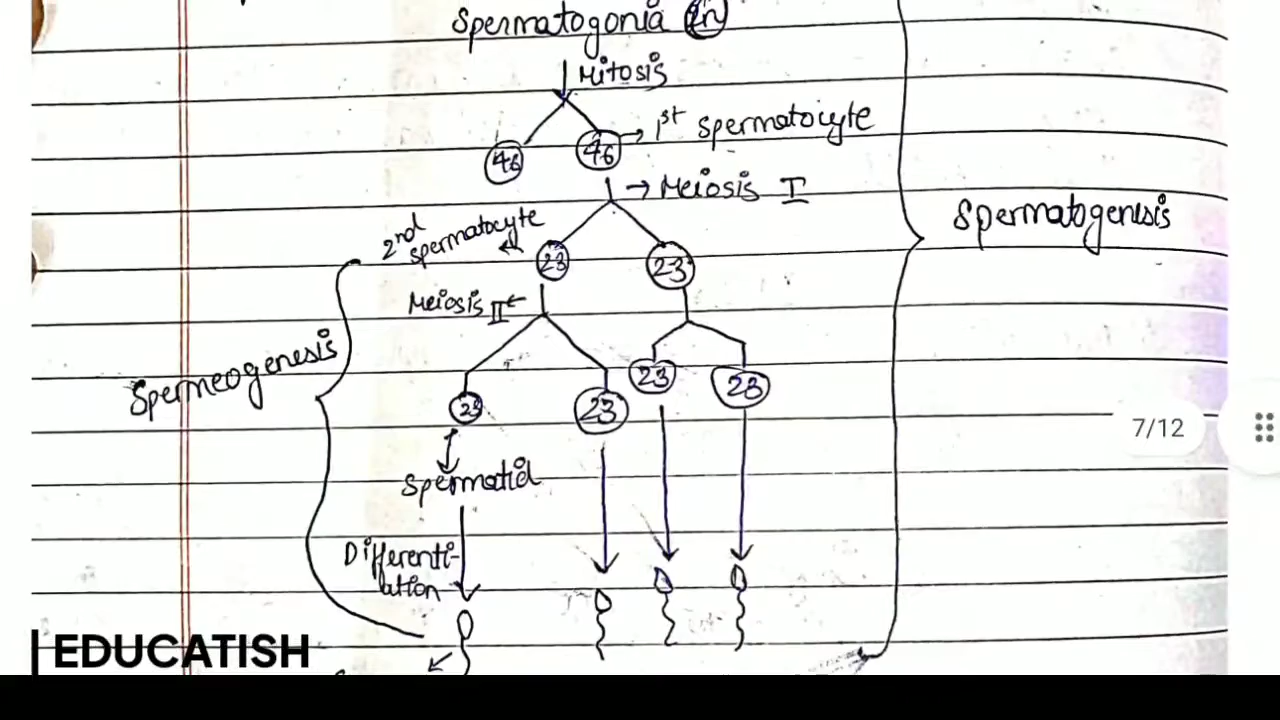 Spermatogonia 2n
Mitosis
46 46 → 1st spermatocyte
→ Meiosis I
2nd spermatocyte
23 23
Spermatogenesis
Meiosis II
Spermeogenesis
23 23 23 23
Spermatid
Differenti-
ation
7/12
| EDUCATISH